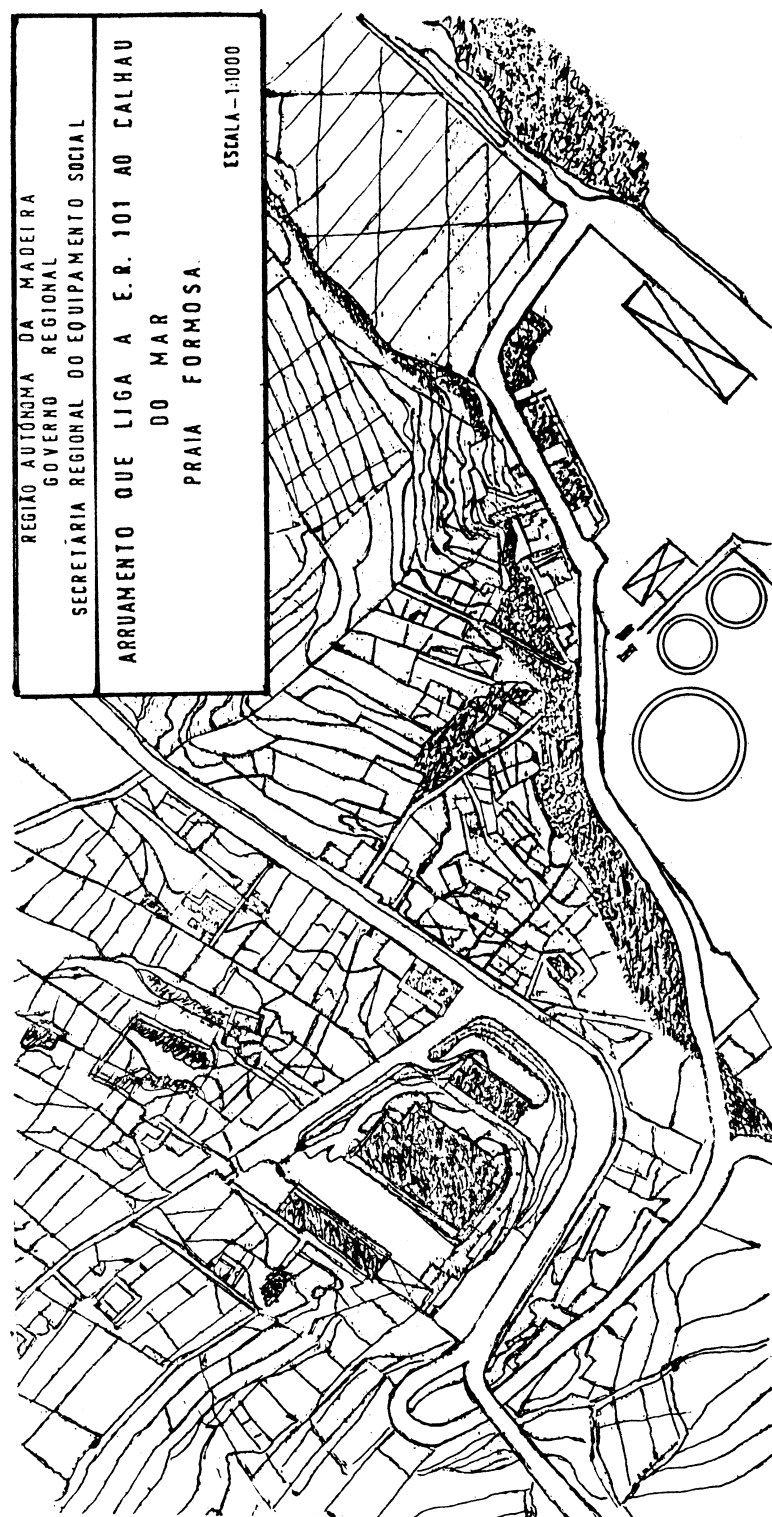 REGIÃO AUTÓNOMA DA MADEIRA
GOVERNO REGIONAL
SECRETÁRIA REGIONAL DO EQUIPAMENTO SOCIAL
ARRUAMENTO QUE LIGA A E.R. 101 AO CALHAU
DO MAR
PRAIA FORMOSA.
ESCALA-1:1000